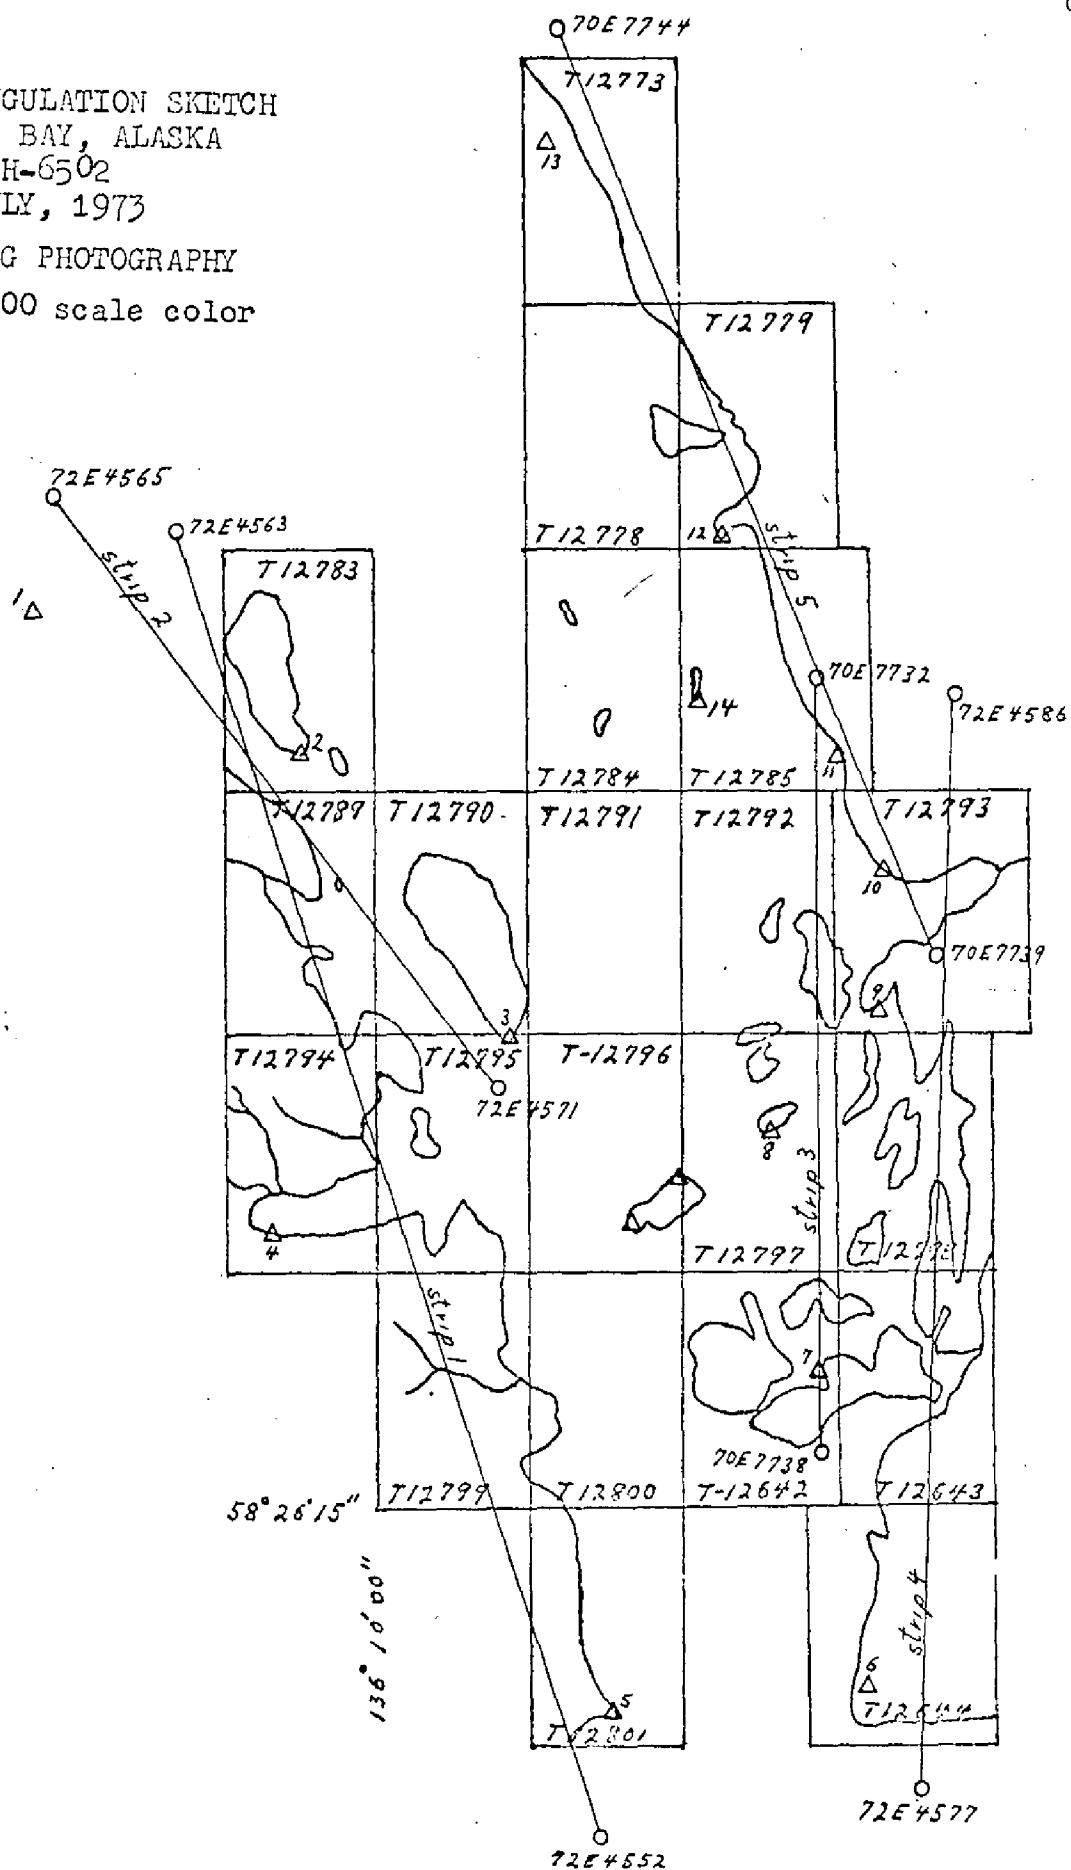 GULATION SKETCH
BAY, ALASKA
H-6502
LY, 1973
G PHOTOGRAPHY
00 scale color
70E7744
T12773
13
T12779
72E4565
72E4563
T12778
12
strip 5
strip 2
T12783
1
70E7732
14
72E4586
2
11
T12784
T12785
T12789
T12790
T12791
T12792
T12793
10
70E7739
9
3
T12794
T12795
T-12796
72E4571
8
strip 3
4
T12797
strip 1
7
70E7738
T12799
T12800
T-12642
T12643
58° 26' 15"
136° 10' 00"
strip 4
6
5
T12644
T12801
72E4577
72E4552